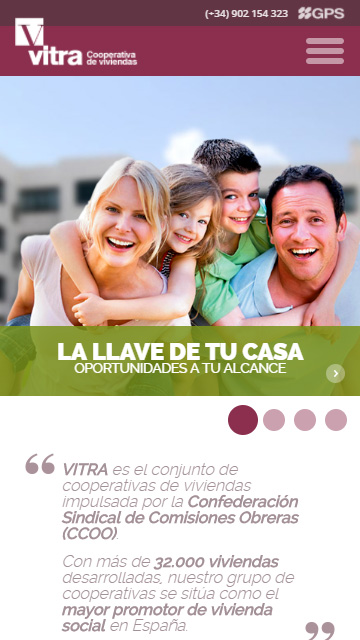 (+34) 902 154 323 GPS
V
vitra Cooperativa
de viviendas
LA LLAVE DE TU CASA
OPORTUNIDADES A TU ALCANCE
“ VITRA es el conjunto de
cooperativas de viviendas
impulsada por la Confederación
Sindical de Comisiones Obreras
(CCOO).
Con más de 32.000 viviendas
desarrolladas, nuestro grupo de
cooperativas se sitúa como el
mayor promotor de vivienda
social en España. ”